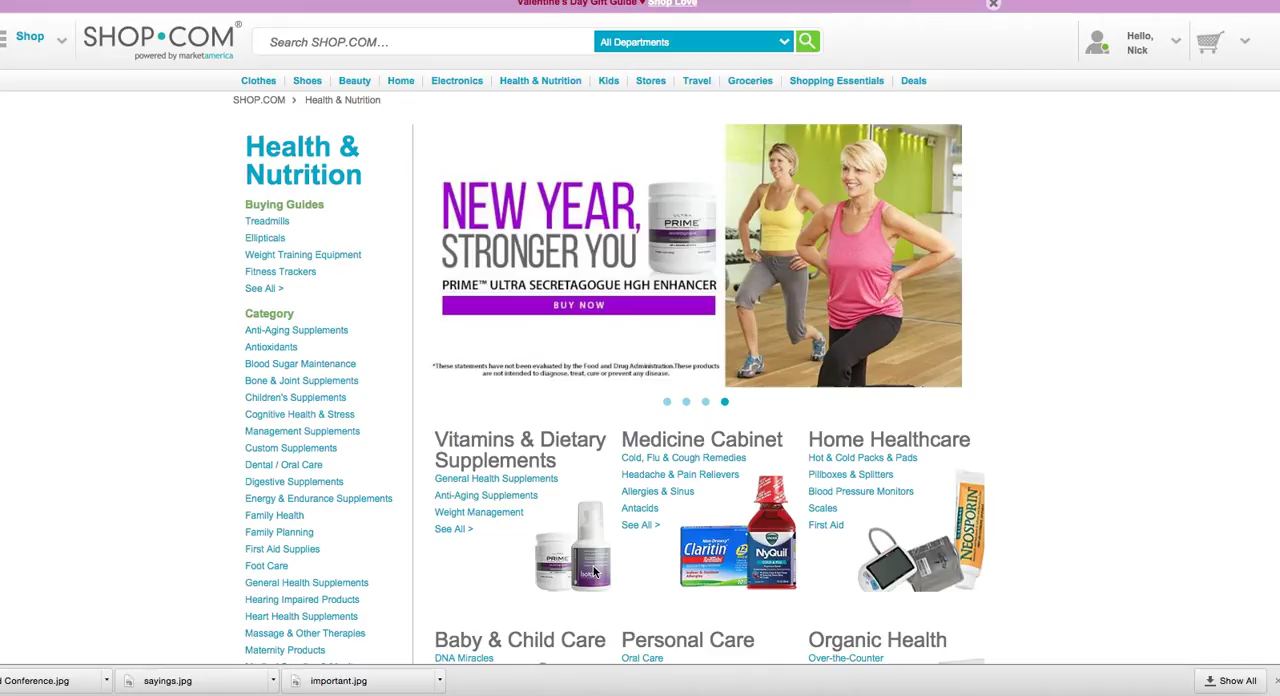 Valentine's Day Gift Guide ♥ Shop Love
Shop
SHOP•COM®
powered by marketamerica
Search SHOP.COM...
All Departments
Hello,
Nick
Clothes
Shoes
Beauty
Home
Electronics
Health & Nutrition
Kids
Stores
Travel
Groceries
Shopping Essentials
Deals
SHOP.COM > Health & Nutrition
Health &
Nutrition
Buying Guides
Treadmills
Ellipticals
Weight Training Equipment
Fitness Trackers
See All >
Category
Anti-Aging Supplements
Antioxidants
Blood Sugar Maintenance
Bone & Joint Supplements
Children's Supplements
Cognitive Health & Stress
Management Supplements
Custom Supplements
Dental / Oral Care
Digestive Supplements
Energy & Endurance Supplements
Family Health
Family Planning
First Aid Supplies
Foot Care
General Health Supplements
Hearing Impaired Products
Heart Health Supplements
Massage & Other Therapies
Maternity Products
NEW YEAR,
STRONGER YOU
PRIME™ ULTRA SECRETAGOGUE HGH ENHANCER
BUY NOW
ULTRA
PRIME
*These statements have not been evaluated by the Food and Drug Administration.These products
are not intended to diagnose, treat, cure or prevent any disease.
Vitamins & Dietary
Supplements
General Health Supplements
Anti-Aging Supplements
Weight Management
See All >
PRIME
Medicine Cabinet
Cold, Flu & Cough Remedies
Headache & Pain Relievers
Allergies & Sinus
Antacids
See All >
Claritin
VICKS
NyQuil
Home Healthcare
Hot & Cold Packs & Pads
Pillboxes & Splitters
Blood Pressure Monitors
Scales
First Aid
NEOSPORIN
Baby & Child Care
DNA Miracles
Personal Care
Oral Care
Organic Health
Over-the-Counter
d Conference.jpg
sayings.jpg
important.jpg
Show All